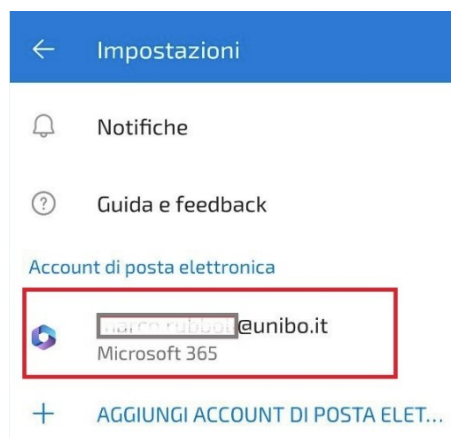 Impostazioni
Notifiche
Guida e feedback
Account di posta elettronica
@unibo.it
Microsoft 365
AGGIUNGI ACCOUNT DI POSTA ELET...